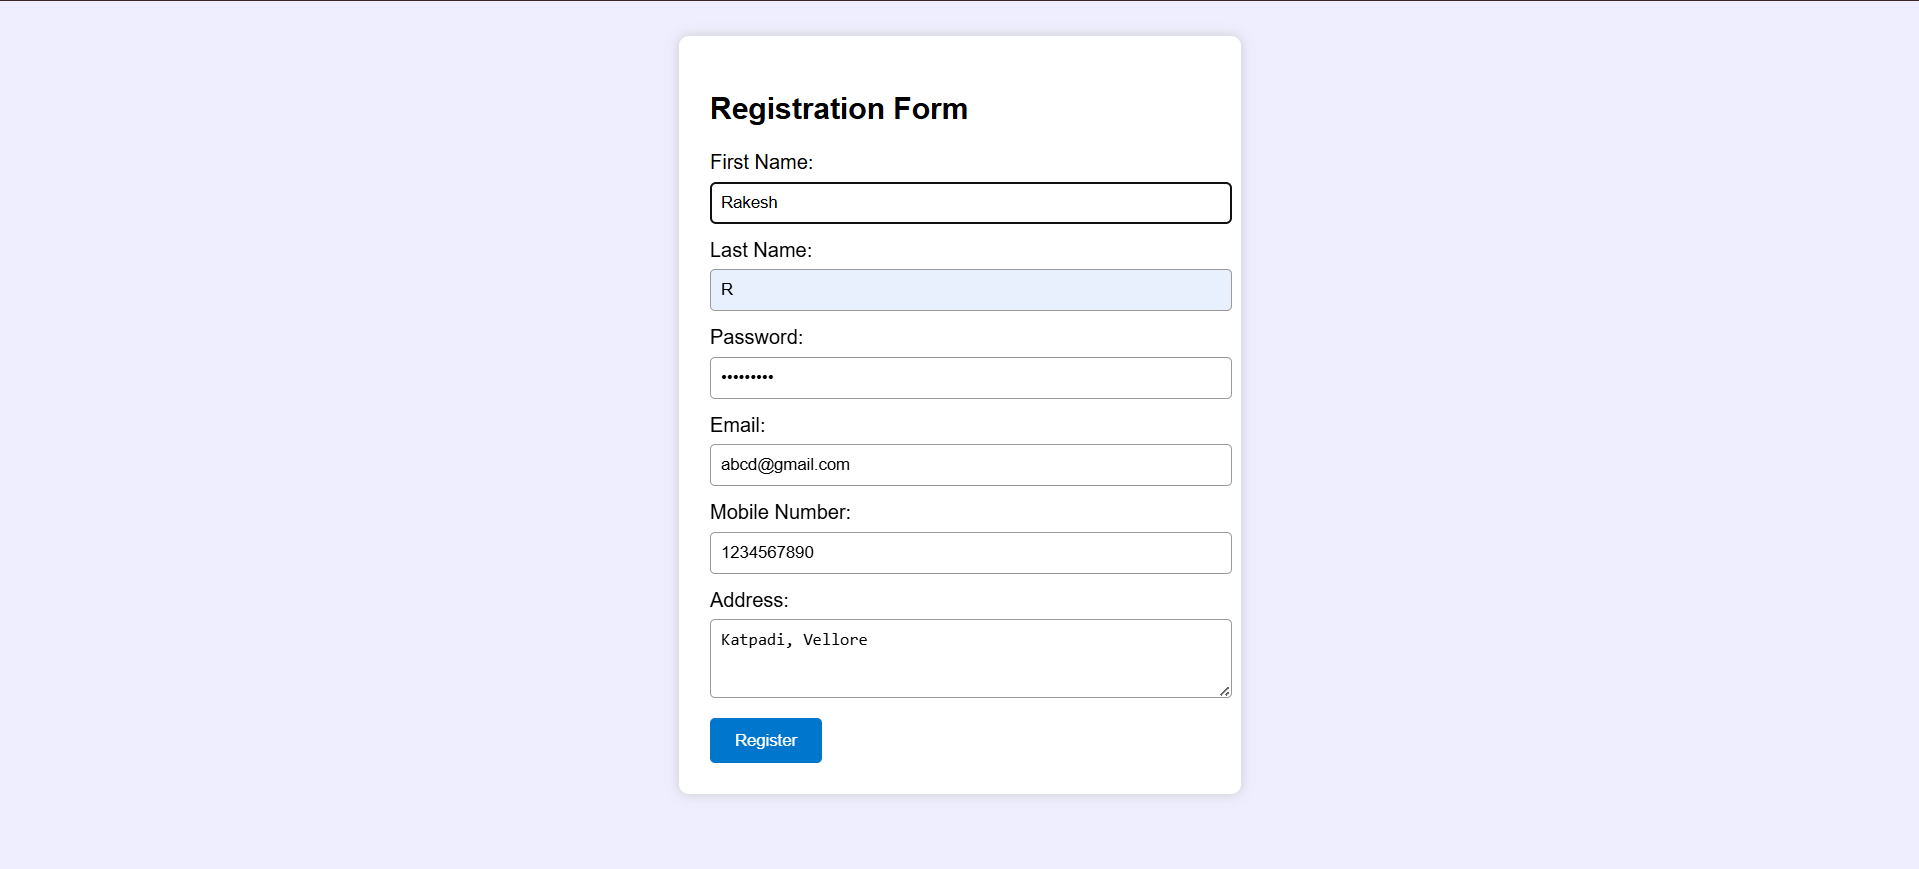 Registration Form
First Name:
Rakesh
Last Name:
R
Password:
•••••••••
Email:
abcd@gmail.com
Mobile Number:
1234567890
Address:
Katpadi, Vellore
Register